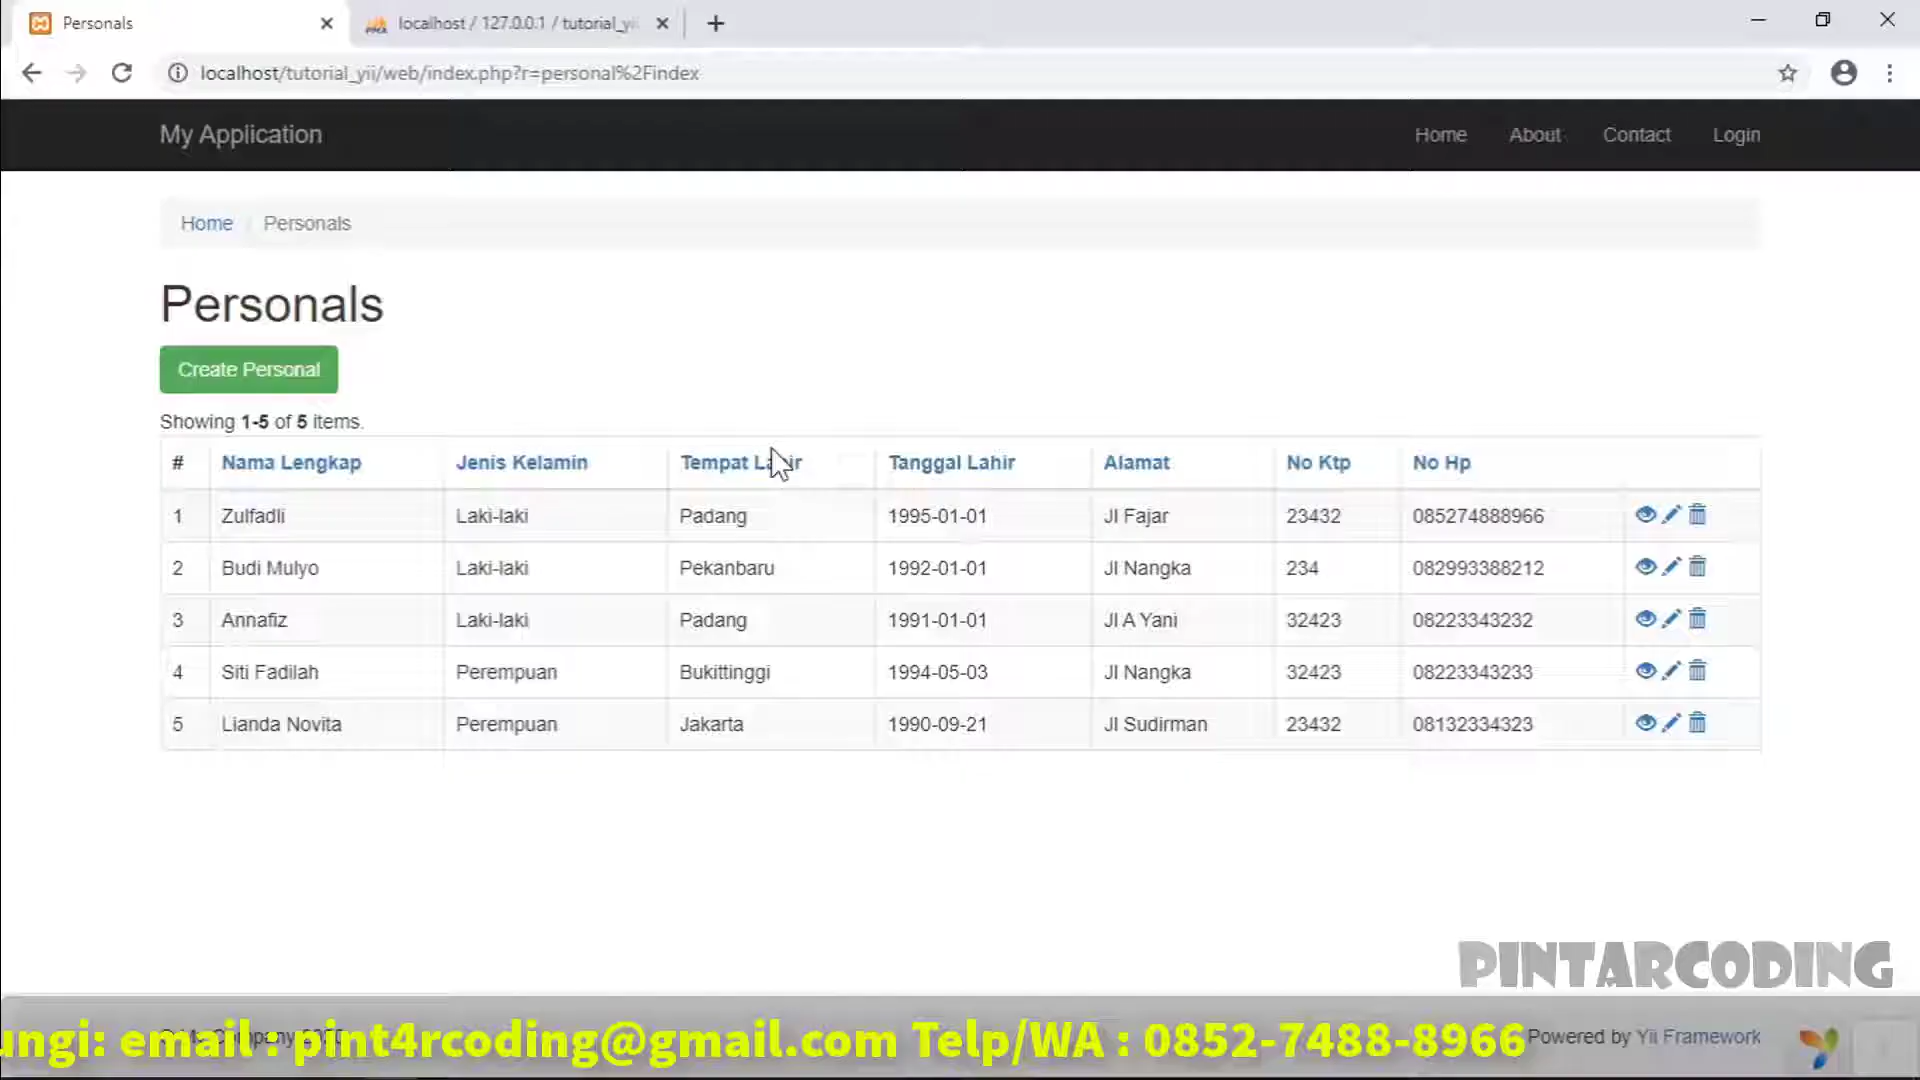 Personals
localhost / 127.0.0.1 / tutorial_yi
localhost/tutorial_yii/web/index.php?r=personal%2Findex
My Application
Home About Contact Login
Home / Personals
Personals
Create Personal
Showing 1-5 of 5 items.
# Nama Lengkap Jenis Kelamin Tempat Lahir Tanggal Lahir Alamat No Ktp No Hp
1 Zulfadli Laki-laki Padang 1995-01-01 Jl Fajar 23432 085274888966
2 Budi Mulyo Laki-laki Pekanbaru 1992-01-01 Jl Nangka 234 082993388212
3 Annafiz Laki-laki Padang 1991-01-01 Jl A Yani 32423 08223343232
4 Siti Fadilah Perempuan Bukittinggi 1994-05-03 Jl Nangka 32423 08223343233
5 Lianda Novita Perempuan Jakarta 1990-09-21 Jl Sudirman 23432 08132334323
PINTARCODING
ungi: email : pint4rcoding@gmail.com Telp/WA : 0852-7488-8966
Powered by Yii Framework